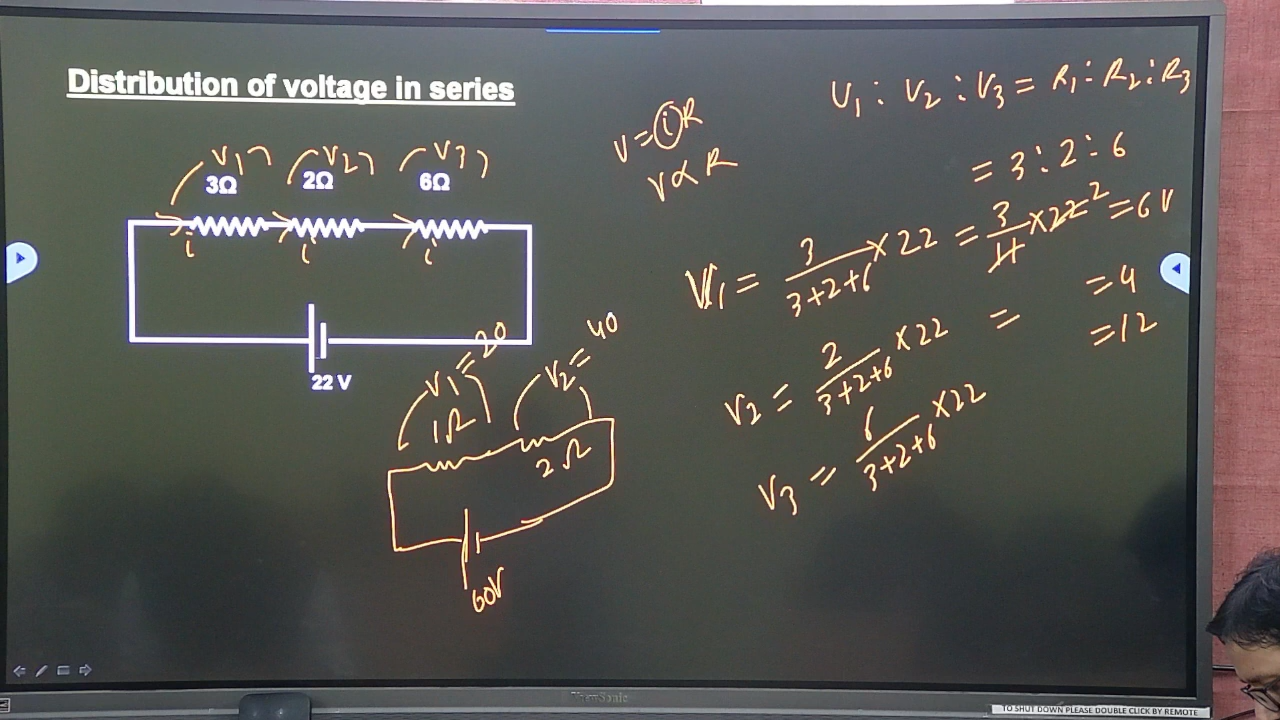 Distribution of voltage in series
V1 V2 V3
3Ω 2Ω 6Ω
i i i
22 V
V=iR
V∝R
V1 : V2 : V3 = R1 : R2 : R3
= 3 : 2 : 6
V1 = 3/(3+2+6) × 22 = 3/11 × 22 2 = 6V
V2 = 2/(3+2+6) × 22 = = 4
V3 = 6/(3+2+6) × 22 = 12
V1 = 20 V2 = 40
1Ω 2Ω
60V
ViewSonic
TO SHUT DOWN PLEASE DOUBLE CLICK BY REMOTE